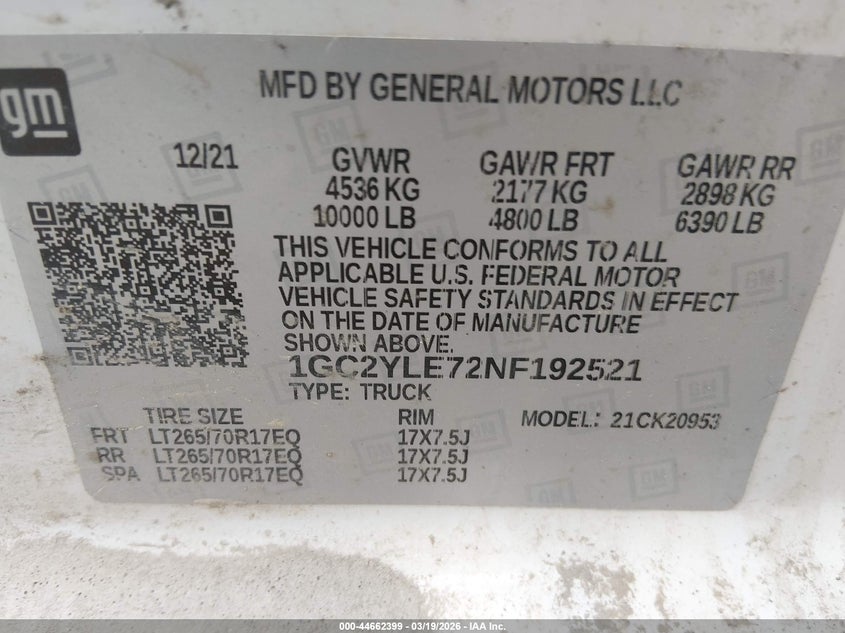 gm
MFD BY GENERAL MOTORS LLC
12/21 GVWR GAWR FRT GAWR RR
4536 KG 2177 KG 2898 KG
10000 LB 4800 LB 6390 LB
THIS VEHICLE CONFORMS TO ALL
APPLICABLE U.S. FEDERAL MOTOR
VEHICLE SAFETY STANDARDS IN EFFECT
ON THE DATE OF MANUFACTURE
SHOWN ABOVE.
1GC2YLE72NF192521
TYPE: TRUCK
TIRE SIZE RIM MODEL: 21CK20953
FRT LT265/70R17EQ 17X7.5J
RR LT265/70R17EQ 17X7.5J
SPA LT265/70R17EQ 17X7.5J
000-44662399 — 03/19/2026 — IAA Inc.